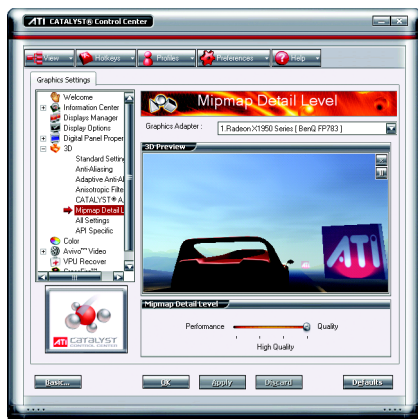 ATI CATALYST® Control Center
View
Hotkeys
Profiles
Preferences
Help
Graphics Settings
Welcome
Information Center
Displays Manager
Display Options
Digital Panel Proper
3D
Standard Setting
Anti-Aliasing
Adaptive Anti-Al
Anisotropic Filte
CATALYST® A
Mipmap Detail L
All Settings
API Specific
Color
Avivo™ Video
VPU Recover
ATI CATALYST
CONTROL CENTER
Mipmap Detail Level
Graphics Adapter :
1.Radeon X1950 Series [ BenQ FP783 ]
3D Preview
ATI
Mipmap Detail Level
Performance
Quality
High Quality
Basic...
OK
Apply
Discard
Defaults